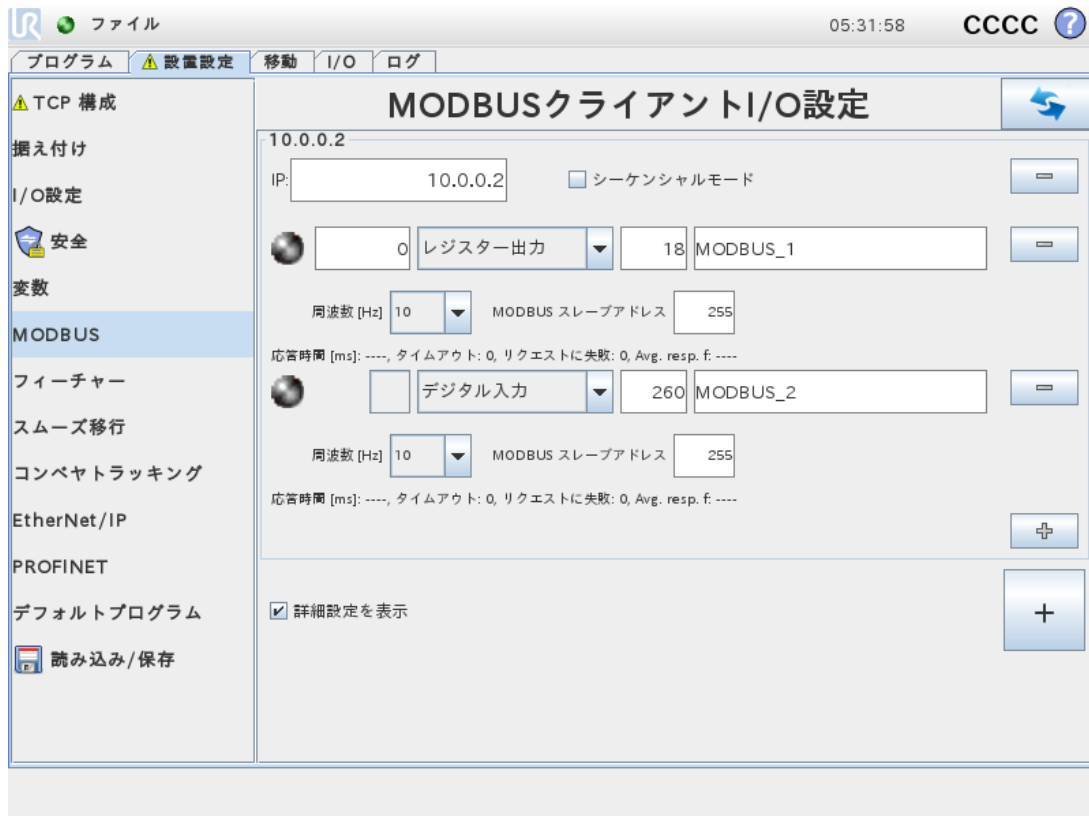 UR ファイル 05:31:58 CCCC ?
プログラム 設置設定 移動 I/O ログ
TCP 構成
据え付け
I/O設定
安全
変数
MODBUS
フィーチャー
スムーズ移行
コンベヤトラッキング
EtherNet/IP
PROFINET
デフォルトプログラム
読み込み/保存
MODBUSクライアントI/O設定
10.0.0.2
IP: 10.0.0.2 シーケンシャルモード
0 レジスター出力 18 MODBUS_1
周波数 [Hz] 10 MODBUS スレーブアドレス 255
応答時間 [ms]: ----, タイムアウト: 0, リクエストに失敗: 0, Avg. resp. f: ----
デジタル入力 260 MODBUS_2
周波数 [Hz] 10 MODBUS スレーブアドレス 255
応答時間 [ms]: ----, タイムアウト: 0, リクエストに失敗: 0, Avg. resp. f: ----
詳細設定を表示